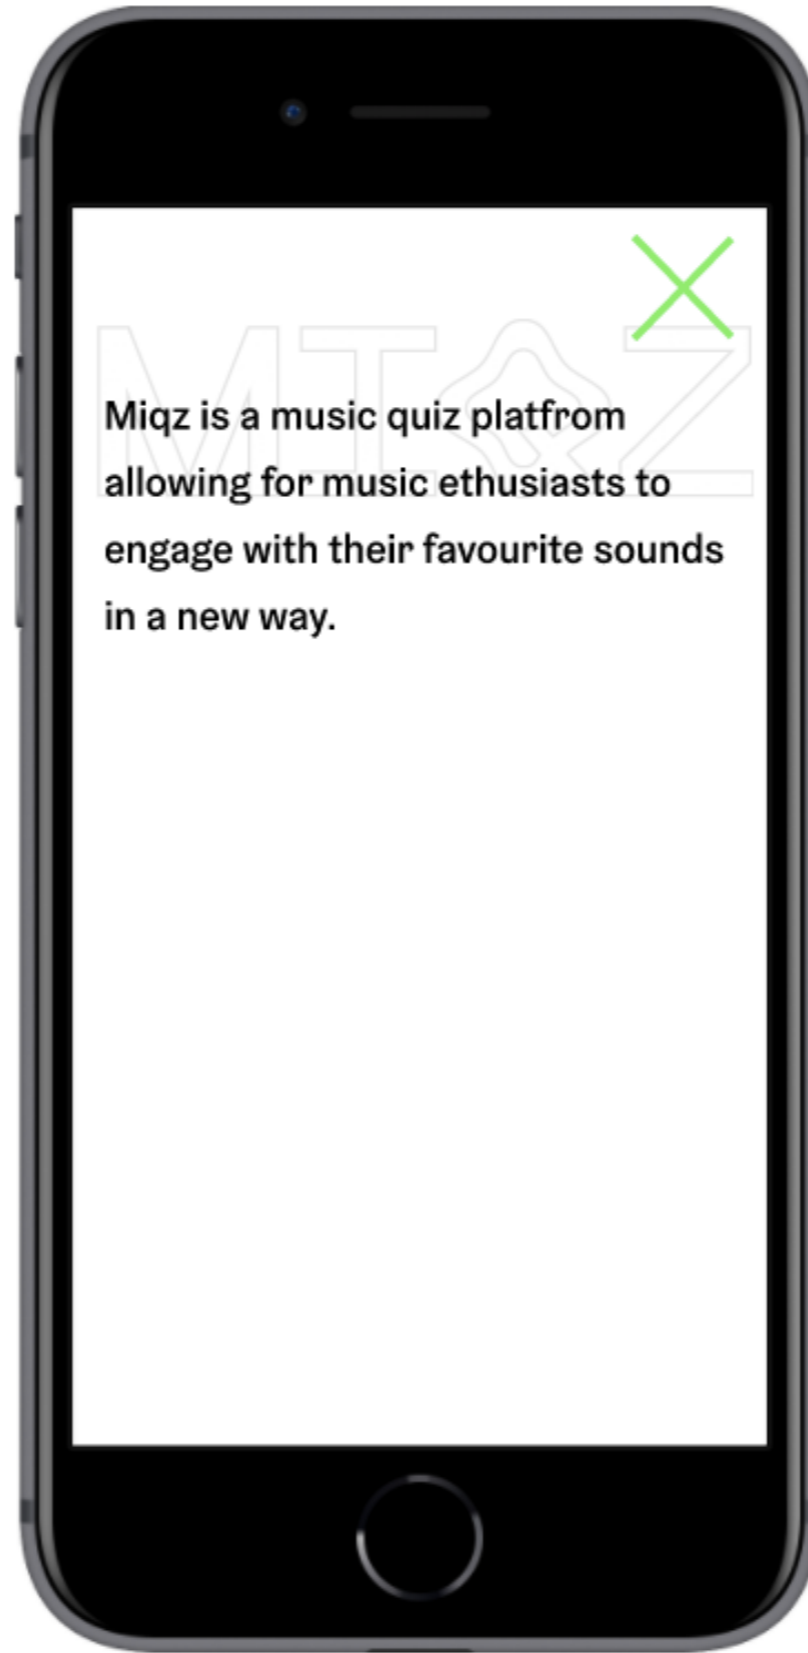 MIQZ
Miqz is a music quiz platfrom
allowing for music ethusiasts to
engage with their favourite sounds
in a new way.